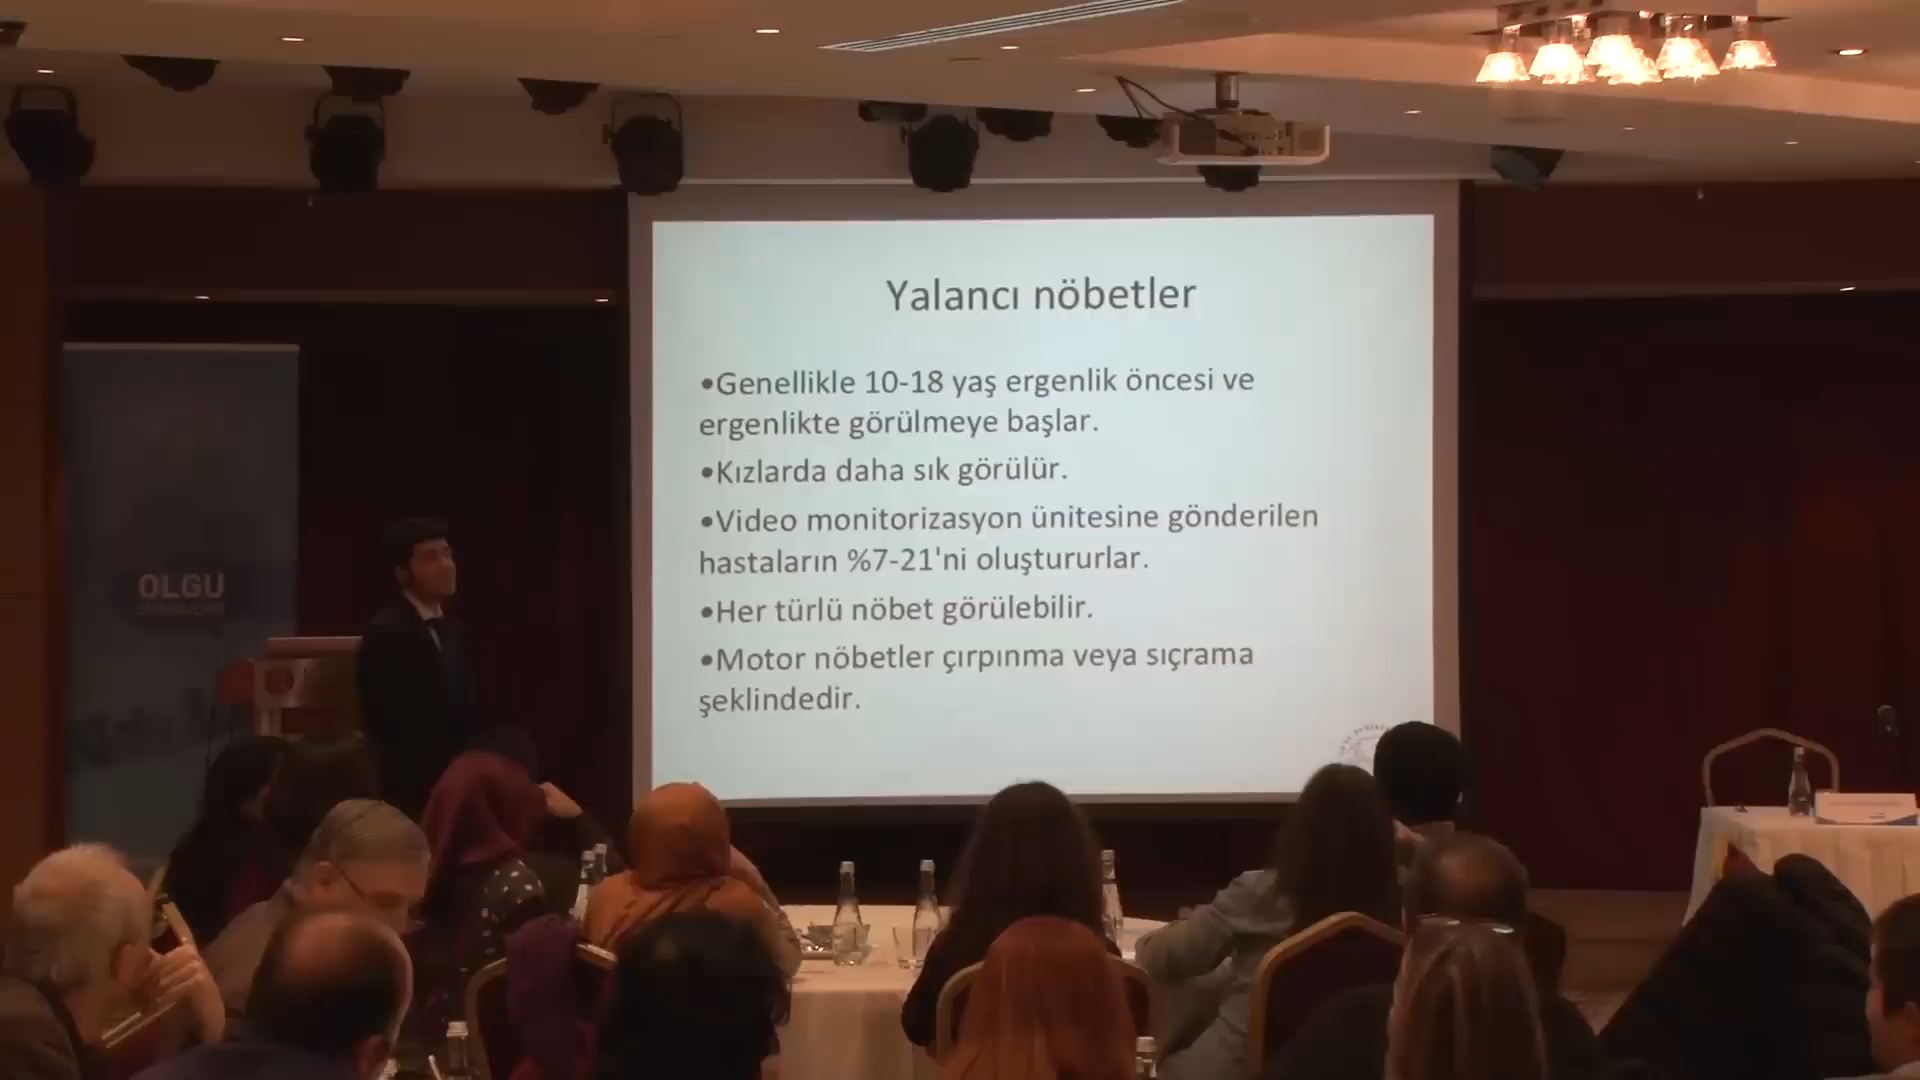 Yalancı nöbetler
•Genellikle 10-18 yaş ergenlik öncesi ve
ergenlikte görülmeye başlar.
•Kızlarda daha sık görülür.
•Video monitorizasyon ünitesine gönderilen
hastaların %7-21'ni oluştururlar.
•Her türlü nöbet görülebilir.
•Motor nöbetler çırpınma veya sıçrama
şeklindedir.
OLGU